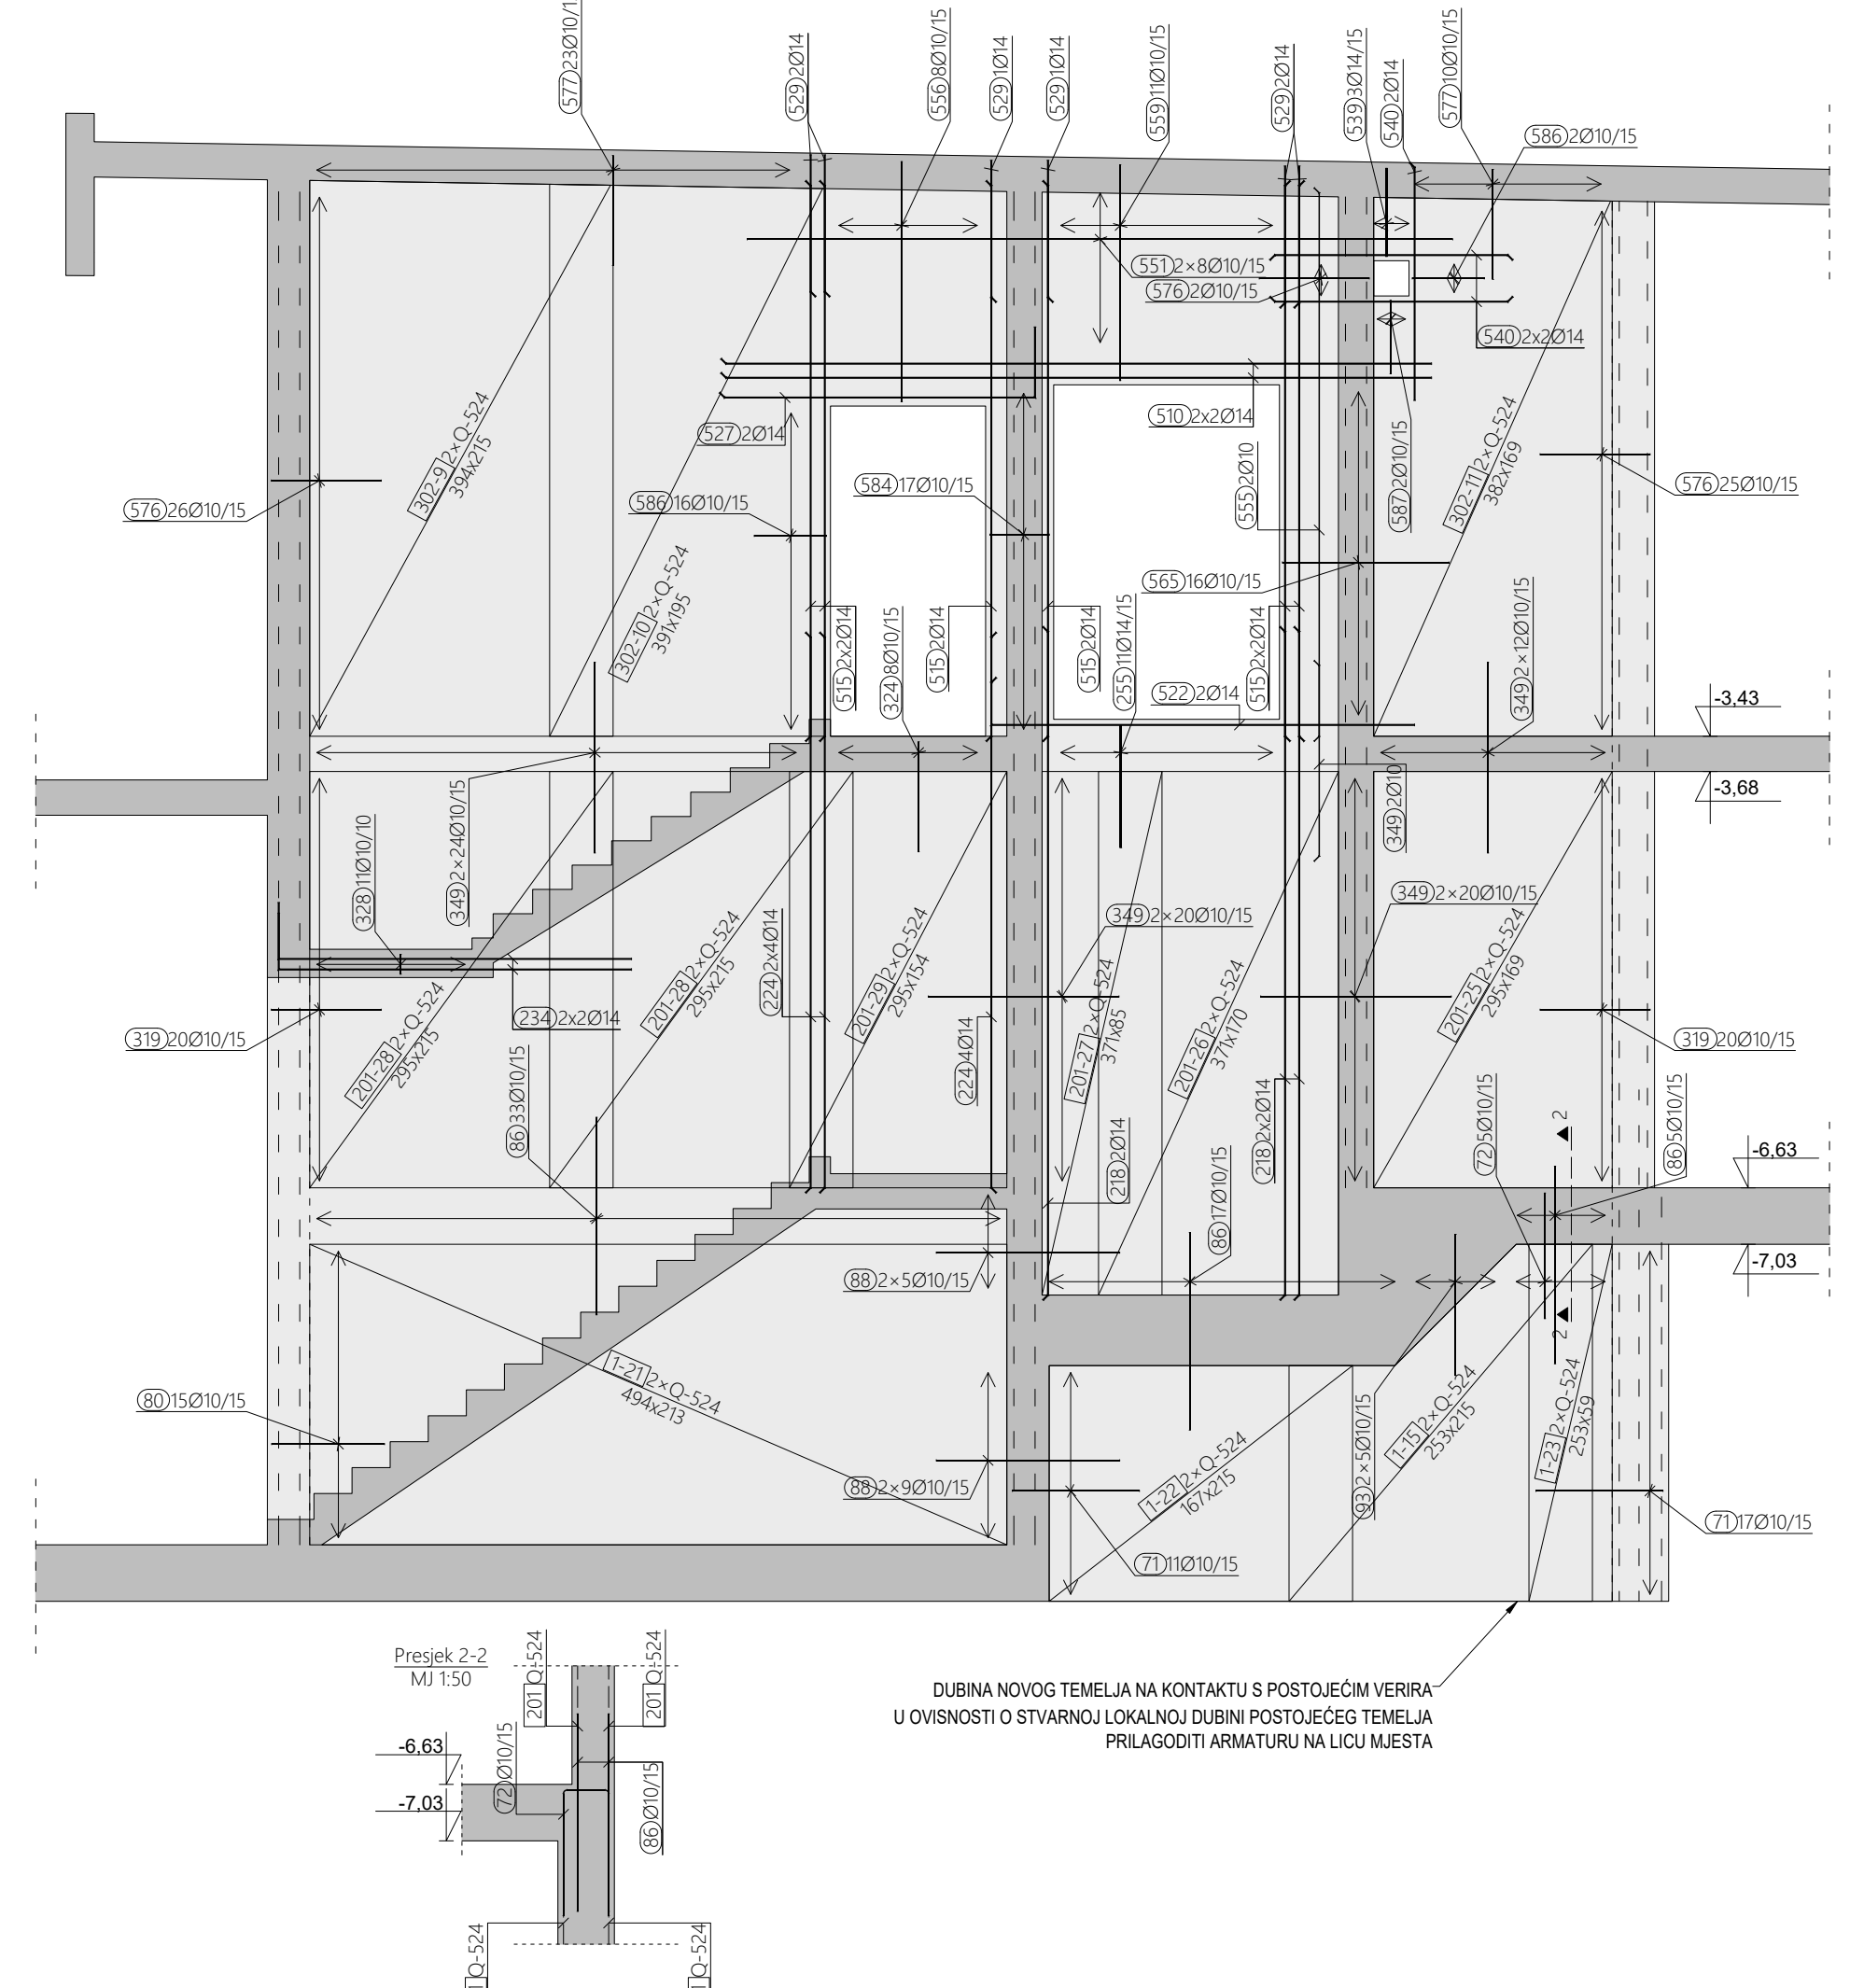 577 23Ø10/1
529 2Ø14
556 8Ø10/15
529 1Ø14
529 1Ø14
559 11Ø10/15
529 2Ø14
539 3Ø14/15
540 2Ø14
577 10Ø10/15
586 2Ø10/15
551 2×8Ø10/15
576 2Ø10/15
540 2x2Ø14
302-9 2×Q-524
394x215
527 2Ø14
510 2x2Ø14
555 2Ø10
587 2Ø10/15
302-11 2×Q-524
382x169
576 26Ø10/15
586 16Ø10/15
584 17Ø10/15
576 25Ø10/15
302-10 2×Q-524
391x195
565 16Ø10/15
515 2x2Ø14
324 8Ø10/15
515 2Ø14
515 2Ø14
255 11Ø14/15
522 2Ø14
515 2x2Ø14
349 2×12Ø10/15
-3,43
-3,68
328 11Ø10/10
349 2×24Ø10/15
349 2Ø10
349 2×20Ø10/15
349 2×20Ø10/15
201-28 2×Q-524
295x215
234 2x2Ø14
201-28 2×Q-524
295x215
224 2x4Ø14
201-29 2×Q-524
295x154
224 4Ø14
201-27 2×Q-524
371x85
201-26 2×Q-524
371x170
201-25 2×Q-524
295x169
319 20Ø10/15
319 20Ø10/15
86 33Ø10/15
218 2Ø14
86 17Ø10/15
218 2x2Ø14
72 5Ø10/15
2
86 5Ø10/15
-6,63
-7,03
88 2×5Ø10/15
2
80 15Ø10/15
1-21 2×Q-524
494x213
88 2×9Ø10/15
1-22 2×Q-524
167x215
93 2×5Ø10/15
1-15 2×Q-524
253x215
1-23 2×Q-524
253x59
71 17Ø10/15
71 11Ø10/15
Presjek 2-2
MJ 1:50
201 Q-524
201 Q-524
DUBINA NOVOG TEMELJA NA KONTAKTU S POSTOJEĆIM VERIRA
U OVISNOSTI O STVARNOJ LOKALNOJ DUBINI POSTOJEĆEG TEMELJA
PRILAGODITI ARMATURU NA LICU MJESTA
-6,63
-7,03
72 Ø10/15
86 Ø10/15
Q-524
Q-524